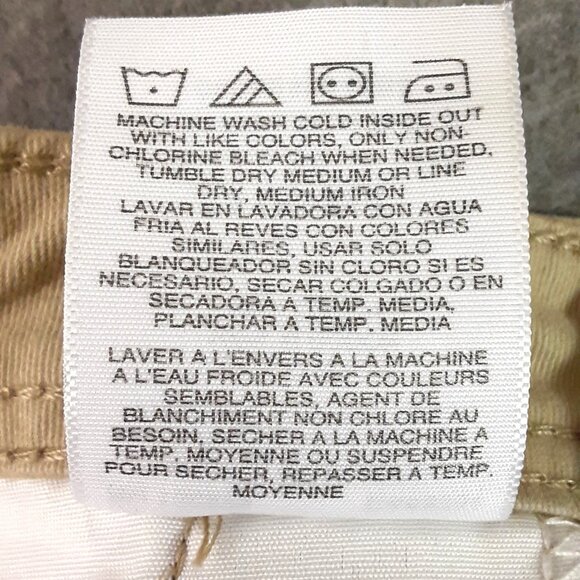 MACHINE WASH COLD INSIDE OUT
WITH LIKE COLORS, ONLY NON-
CHLORINE BLEACH WHEN NEEDED,
TUMBLE DRY MEDIUM OR LINE
DRY, MEDIUM IRON
LAVAR EN LAVADORA CON AGUA
FRIA AL REVES CON COLORES
SIMILARES, USAR SOLO
BLANQUEADOR SIN CLORO SI ES
NECESARIO, SECAR COLGADO O EN
SECADORA A TEMP. MEDIA,
PLANCHAR A TEMP. MEDIA
LAVER A L'ENVERS A LA MACHINE
A L'EAU FROIDE AVEC COULEURS
SEMBLABLES, AGENT DE
BLANCHIMENT NON CHLORE AU
BESOIN, SECHER A LA MACHINE A
TEMP. MOYENNE OU SUSPENDRE
POUR SECHER, REPASSER A TEMP.
MOYENNE